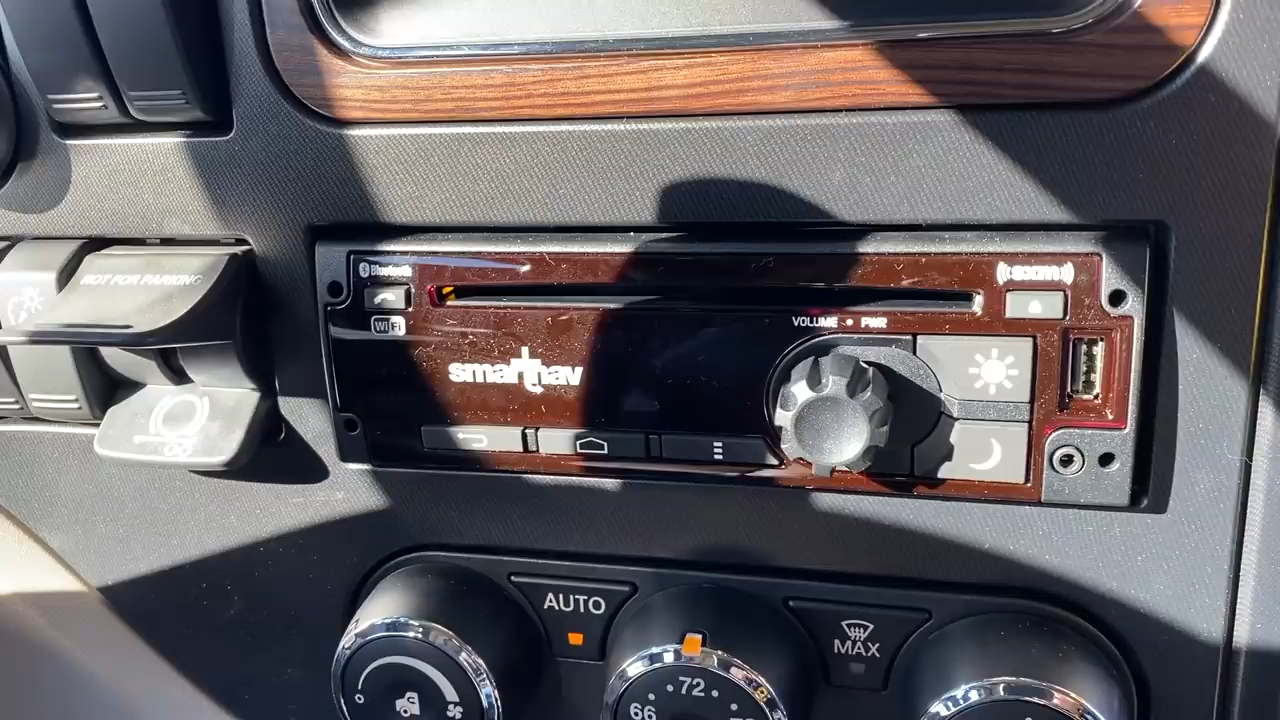 NOT FOR PARKING
Bluetooth
((SXM))
WiFi
VOLUME • PWR
smartnav
AUTO
MAX
72
66